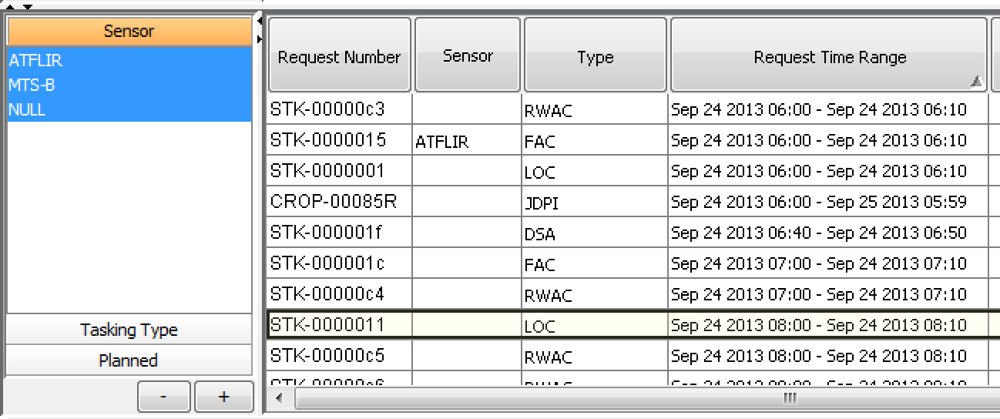 Sensor
ATFLIR
MTS-B
NULL
Tasking Type
Planned
- +
Request Number Sensor Type Request Time Range
STK-00000c3 RWAC Sep 24 2013 06:00 - Sep 24 2013 06:10
STK-0000015 ATFLIR FAC Sep 24 2013 06:00 - Sep 24 2013 06:10
STK-0000001 LOC Sep 24 2013 06:00 - Sep 24 2013 06:10
CROP-00085R JDPI Sep 24 2013 06:00 - Sep 25 2013 05:59
STK-000001f DSA Sep 24 2013 06:40 - Sep 24 2013 06:50
STK-000001c FAC Sep 24 2013 07:00 - Sep 24 2013 07:10
STK-00000c4 RWAC Sep 24 2013 07:00 - Sep 24 2013 07:10
STK-0000011 LOC Sep 24 2013 08:00 - Sep 24 2013 08:10
STK-00000c5 RWAC Sep 24 2013 08:00 - Sep 24 2013 08:10